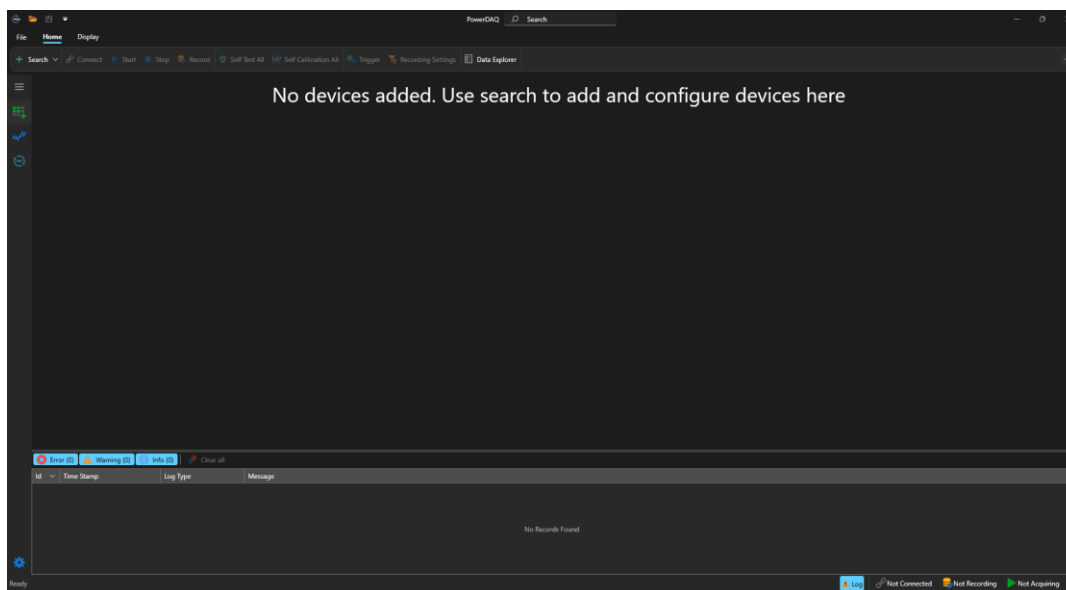 PowerDAQ Search
File Home Display
Search Connect Start Stop Record Self Test All Self Calibration All Trigger Recording Settings Data Explorer
No devices added. Use search to add and configure devices here
Error (0) Warning (0) Info (0) Clear all
Id Time Stamp Log Type Message
No Records Found
Ready Log Not Connected Not Recording Not Acquiring